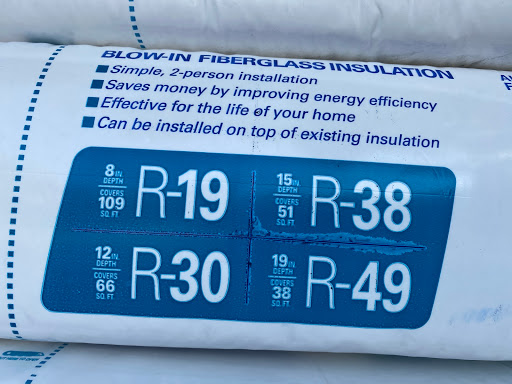 BLOW-IN FIBERGLASS INSULATION
Simple, 2-person installation
Saves money by improving energy efficiency
Effective for the life of your home
Can be installed on top of existing insulation
8 IN.
DEPTH
COVERS
109
SQ. FT.
R-19
15 IN.
DEPTH
COVERS
51
SQ. FT.
R-38
12 IN.
DEPTH
COVERS
66
SQ. FT.
R-30
19 IN.
DEPTH
COVERS
38
SQ. FT.
R-49